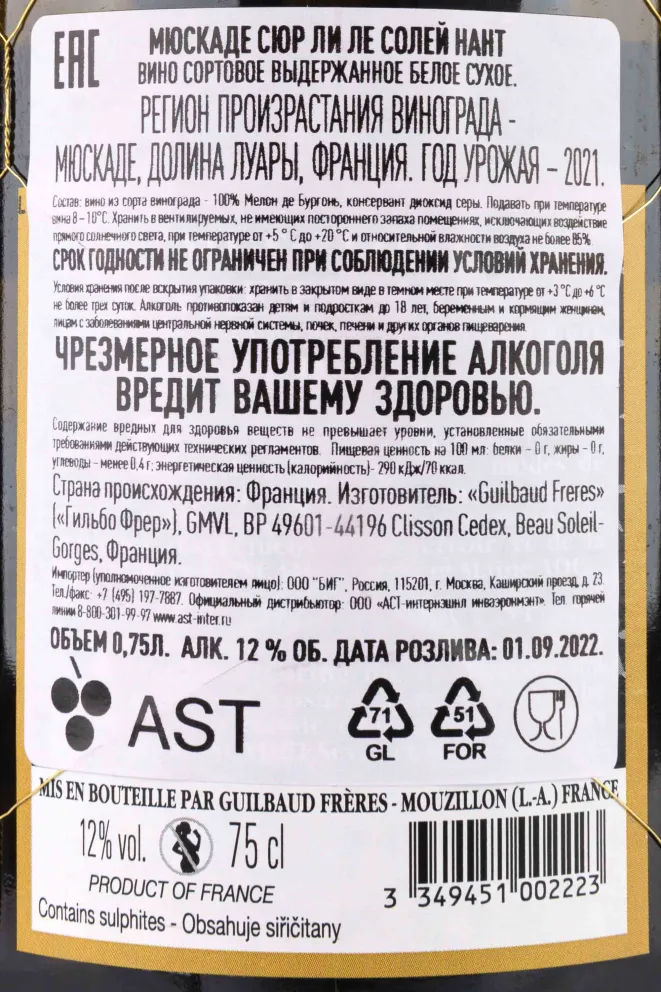 EAC
МЮСКАДЕ СЮР ЛИ ЛЕ СОЛЕЙ НАНТ
ВИНО СОРТОВОЕ ВЫДЕРЖАННОЕ БЕЛОЕ СУХОЕ.
РЕГИОН ПРОИЗРАСТАНИЯ ВИНОГРАДА -
МЮСКАДЕ, ДОЛИНА ЛУАРЫ, ФРАНЦИЯ. ГОД УРОЖАЯ – 2021.
Состав: вино из сорта винограда - 100% Мелон де Бургонь, консервант диоксид серы. Подавать при температуре
вина 8 – 10°С. Хранить в вентилируемых, не имеющих постороннего запаха помещениях, исключающих воздействие
прямого солнечного света, при температуре от +5 ° С до +20 °С и относительной влажности воздуха не более 85%
СРОК ГОДНОСТИ НЕ ОГРАНИЧЕН ПРИ СОБЛЮДЕНИИ УСЛОВИЙ ХРАНЕНИЯ.
Условия хранения после вскрытия упаковки: хранить в закрытом виде в темном месте при температуре от +3 °С до +6 °С
не более трех суток. Алкоголь противопоказан детям и подросткам до 18 лет, беременным и кормящим женщинам,
лицам с заболеваниями центральной нервной системы, почек, печени и других органов пищеварения.
ЧРЕЗМЕРНОЕ УПОТРЕБЛЕНИЕ АЛКОГОЛЯ
ВРЕДИТ ВАШЕМУ ЗДОРОВЬЮ.
Содержание вредных для здоровья веществ не превышает уровни, установленные обязательными
требованиями действующих технических регламентов. Пищевая ценность на 100 мл: белки - 0 г, жиры - 0 г,
углеводы - менее 0,4 г; энергетическая ценность (калорийность)- 290 кДж/70 ккал.
Страна происхождения: Франция. Изготовитель: «Guilbaud Freres»
(«Гильбо Фрер»), GMVL, BP 49601-44196 Clisson Cedex, Beau Soleil-
Gorges, Франция.
Импортер (уполномоченное изготовителем лицо): ООО "БИГ", Россия, 115201, г. Москва, Каширский проезд, д. 23.
Тел./факс: +7 (495) 197-7887. Официальный дистрибьютор: ООО «АСТ-интернэшнл инваэронмэнт». Тел. горячей
линии 8-800-301-99-97 www.ast-inter.ru
ОБЪЕМ 0,75Л. АЛК. 12 % ОБ. ДАТА РОЗЛИВА: 01.09.2022.
AST
71
GL
51
FOR
MIS EN BOUTEILLE PAR GUILBAUD FRÈRES - MOUZILLON (L.-A.) FRANCE
12% vol. 75 cl
PRODUCT OF FRANCE
Contains sulphites - Obsahuje siřičitany
3 349451 002223